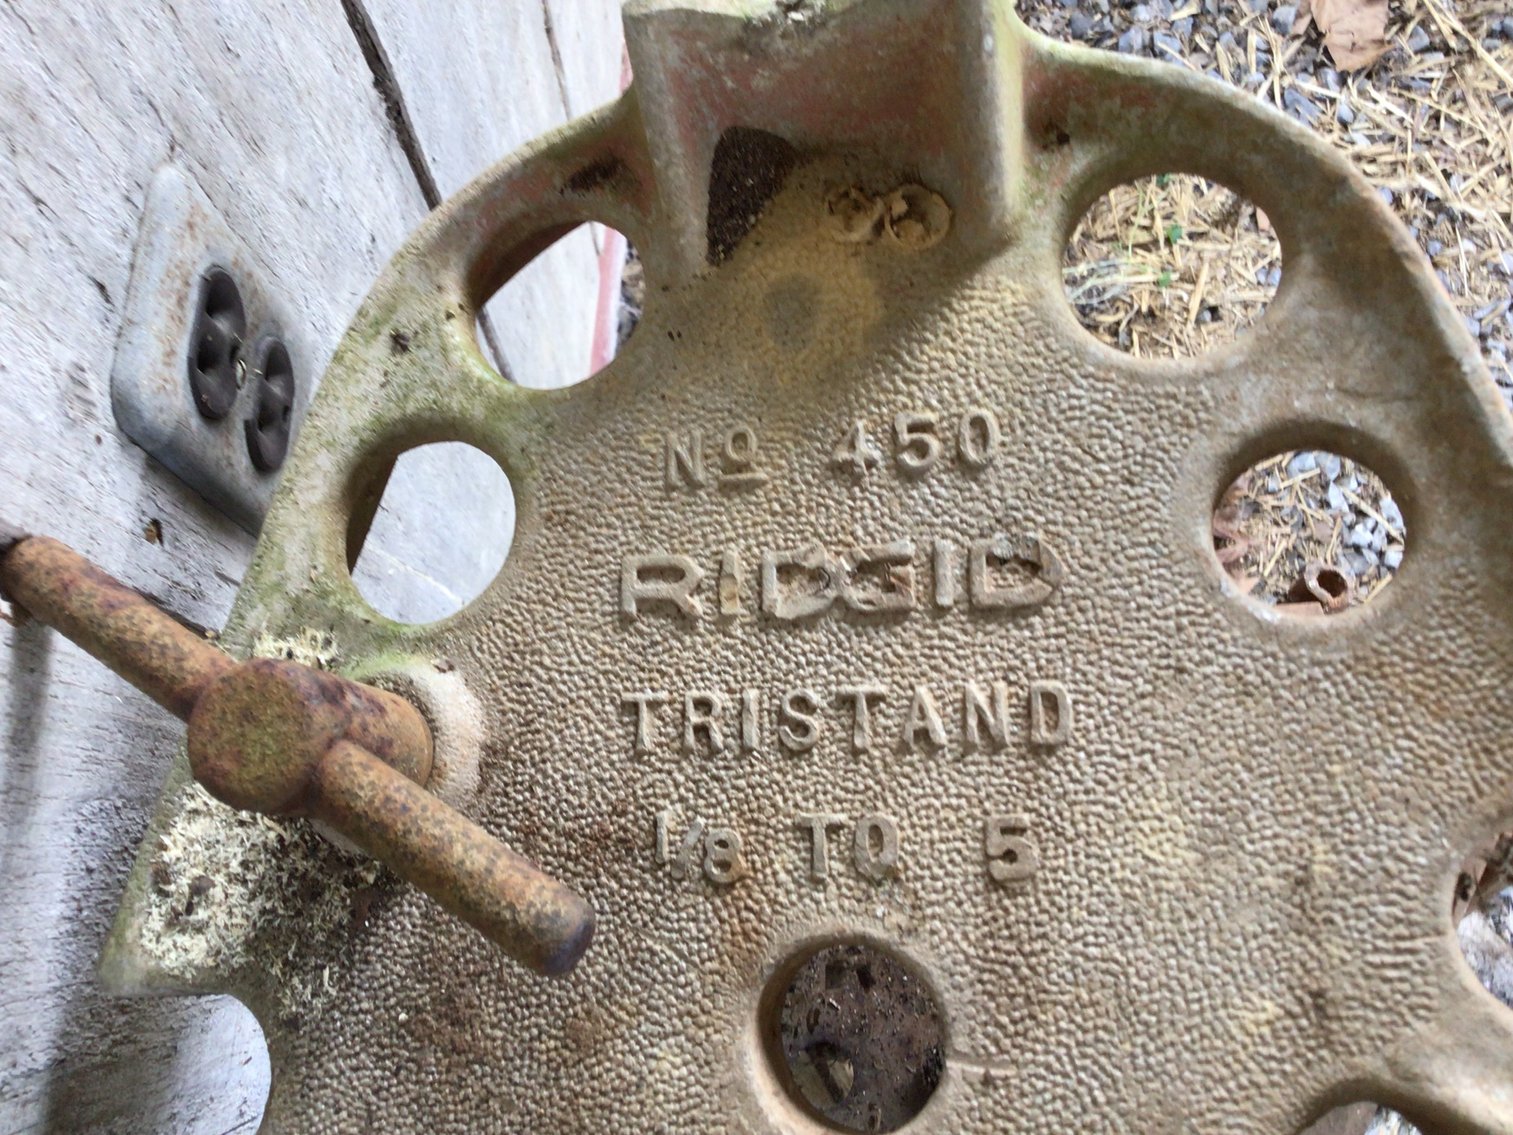 Nº 450
RIDGID
TRISTAND
1/8 TO 5